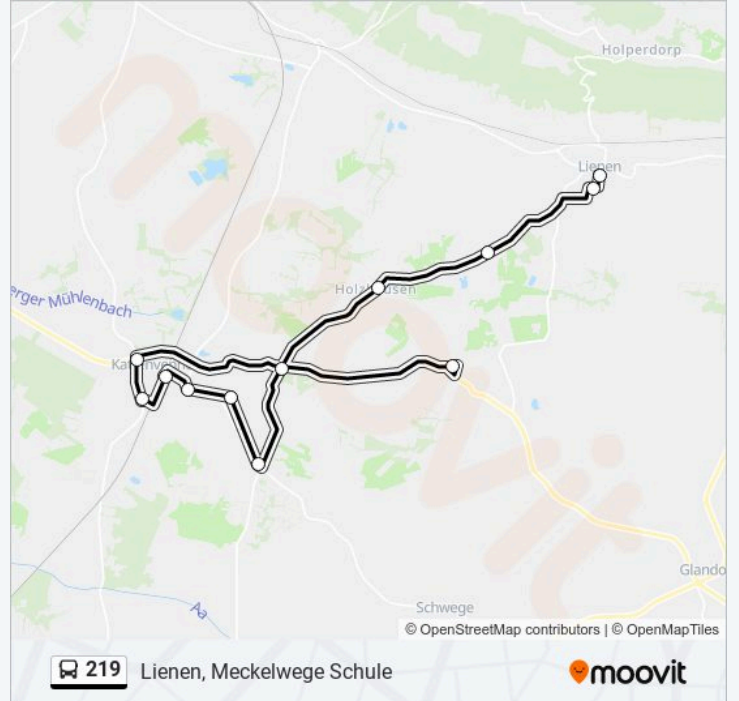 Holperdorp
Lienen
Holzhausen
erger Mühlenbach
Schwege
Glando
Aa
© OpenStreetMap contributors | © OpenMapTiles
219 Lienen, Meckelwege Schule
moovit